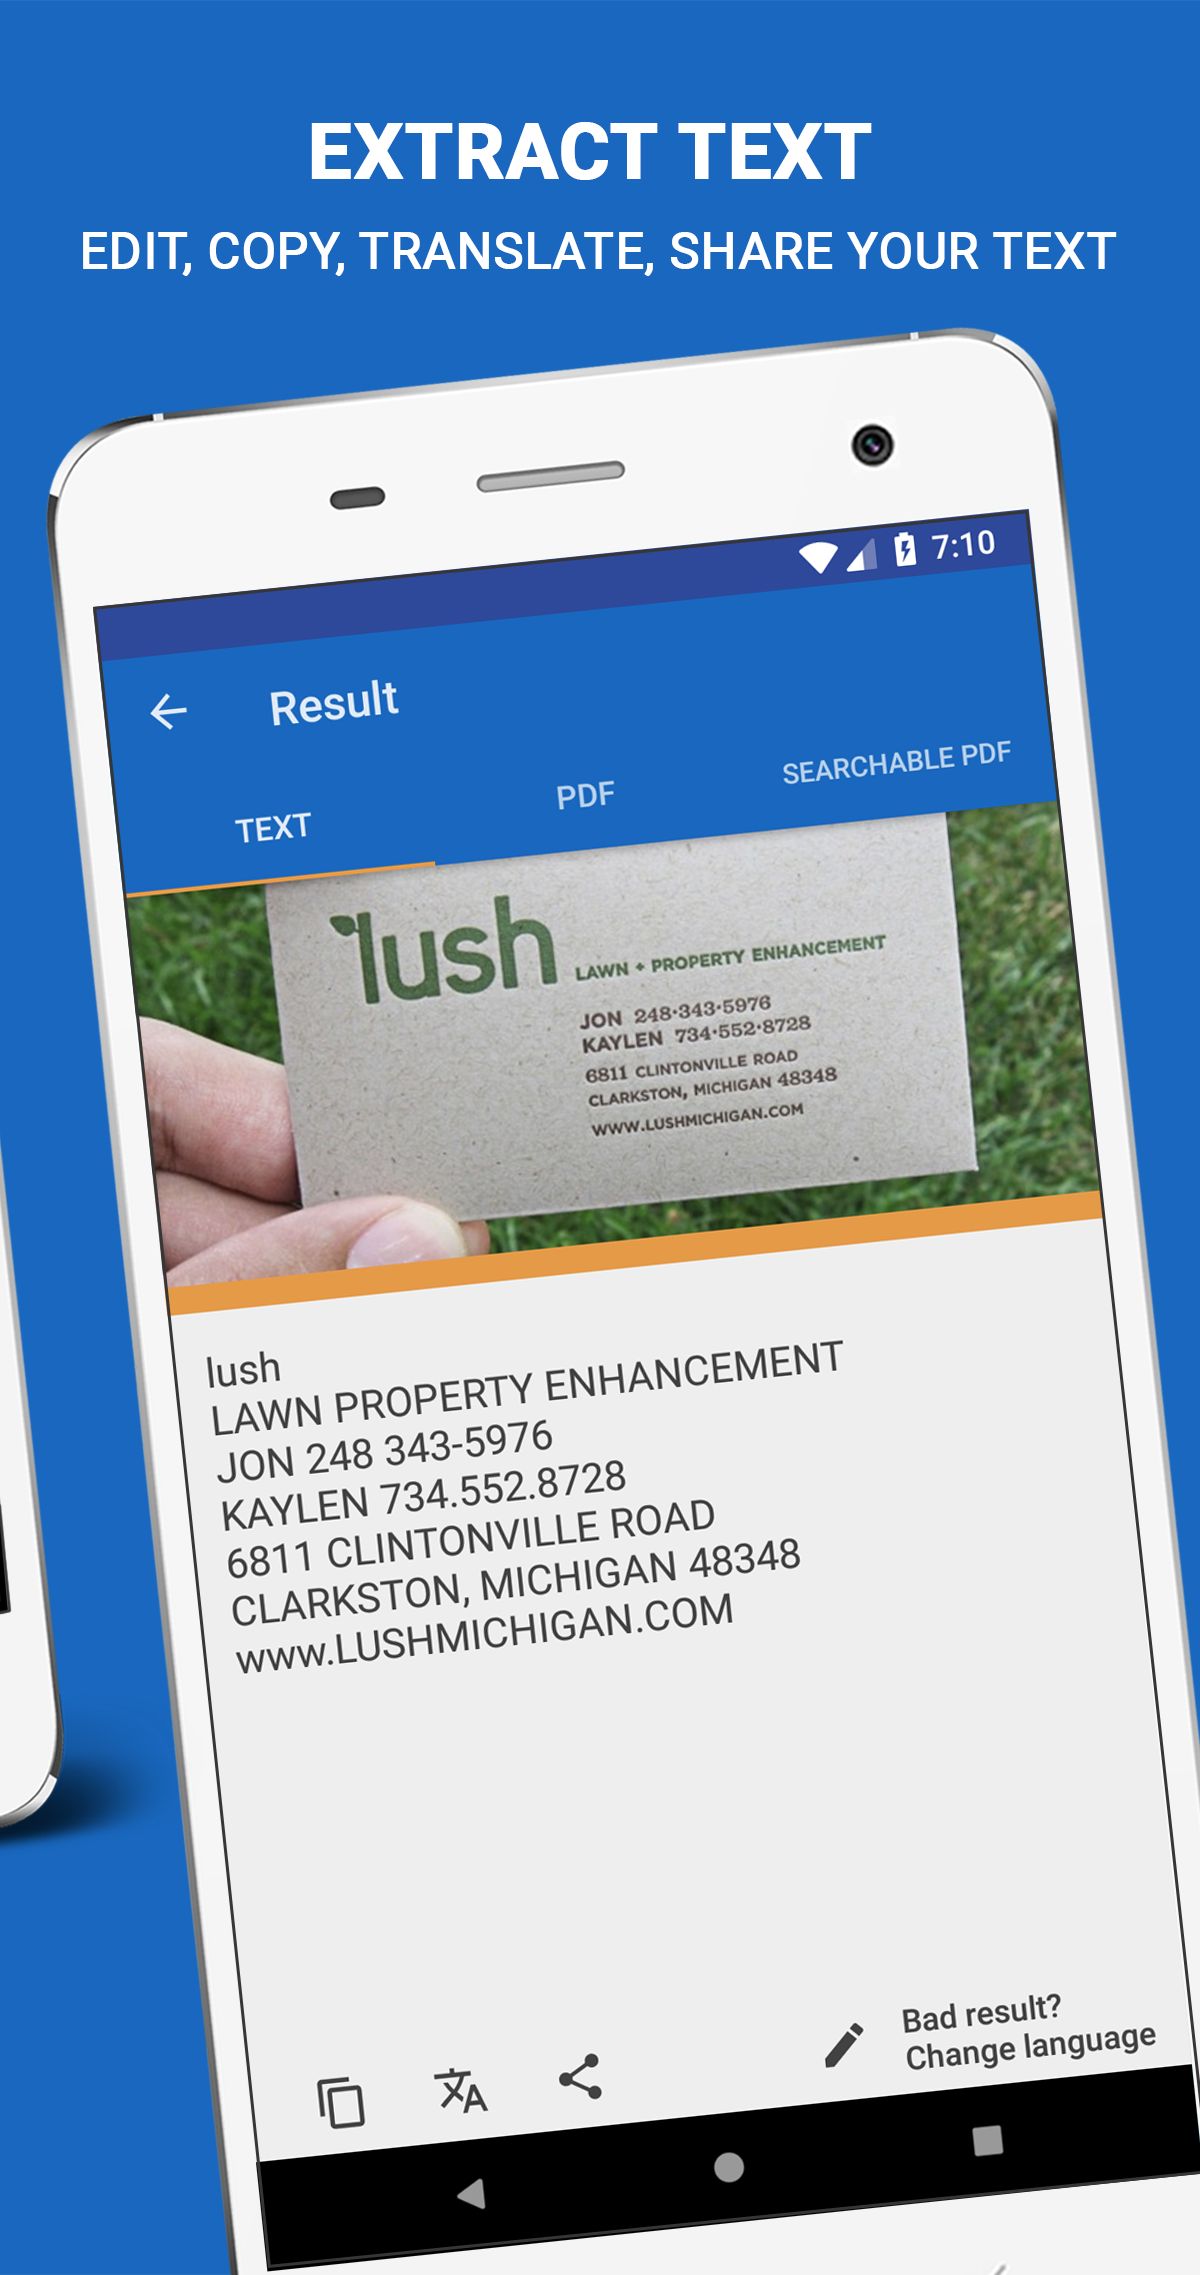 EXTRACT TEXT
EDIT, COPY, TRANSLATE, SHARE YOUR TEXT
7:10
Result
TEXT
PDF
SEARCHABLE PDF
lush
LAWN + PROPERTY ENHANCEMENT
JON 248·343·5976
KAYLEN 734·552·8728
6811 CLINTONVILLE ROAD
CLARKSTON, MICHIGAN 48348
WWW.LUSHMICHIGAN.COM
lush
LAWN PROPERTY ENHANCEMENT
JON 248 343-5976
KAYLEN 734.552.8728
6811 CLINTONVILLE ROAD
CLARKSTON, MICHIGAN 48348
www.LUSHMICHIGAN.COM
Bad result?
Change language